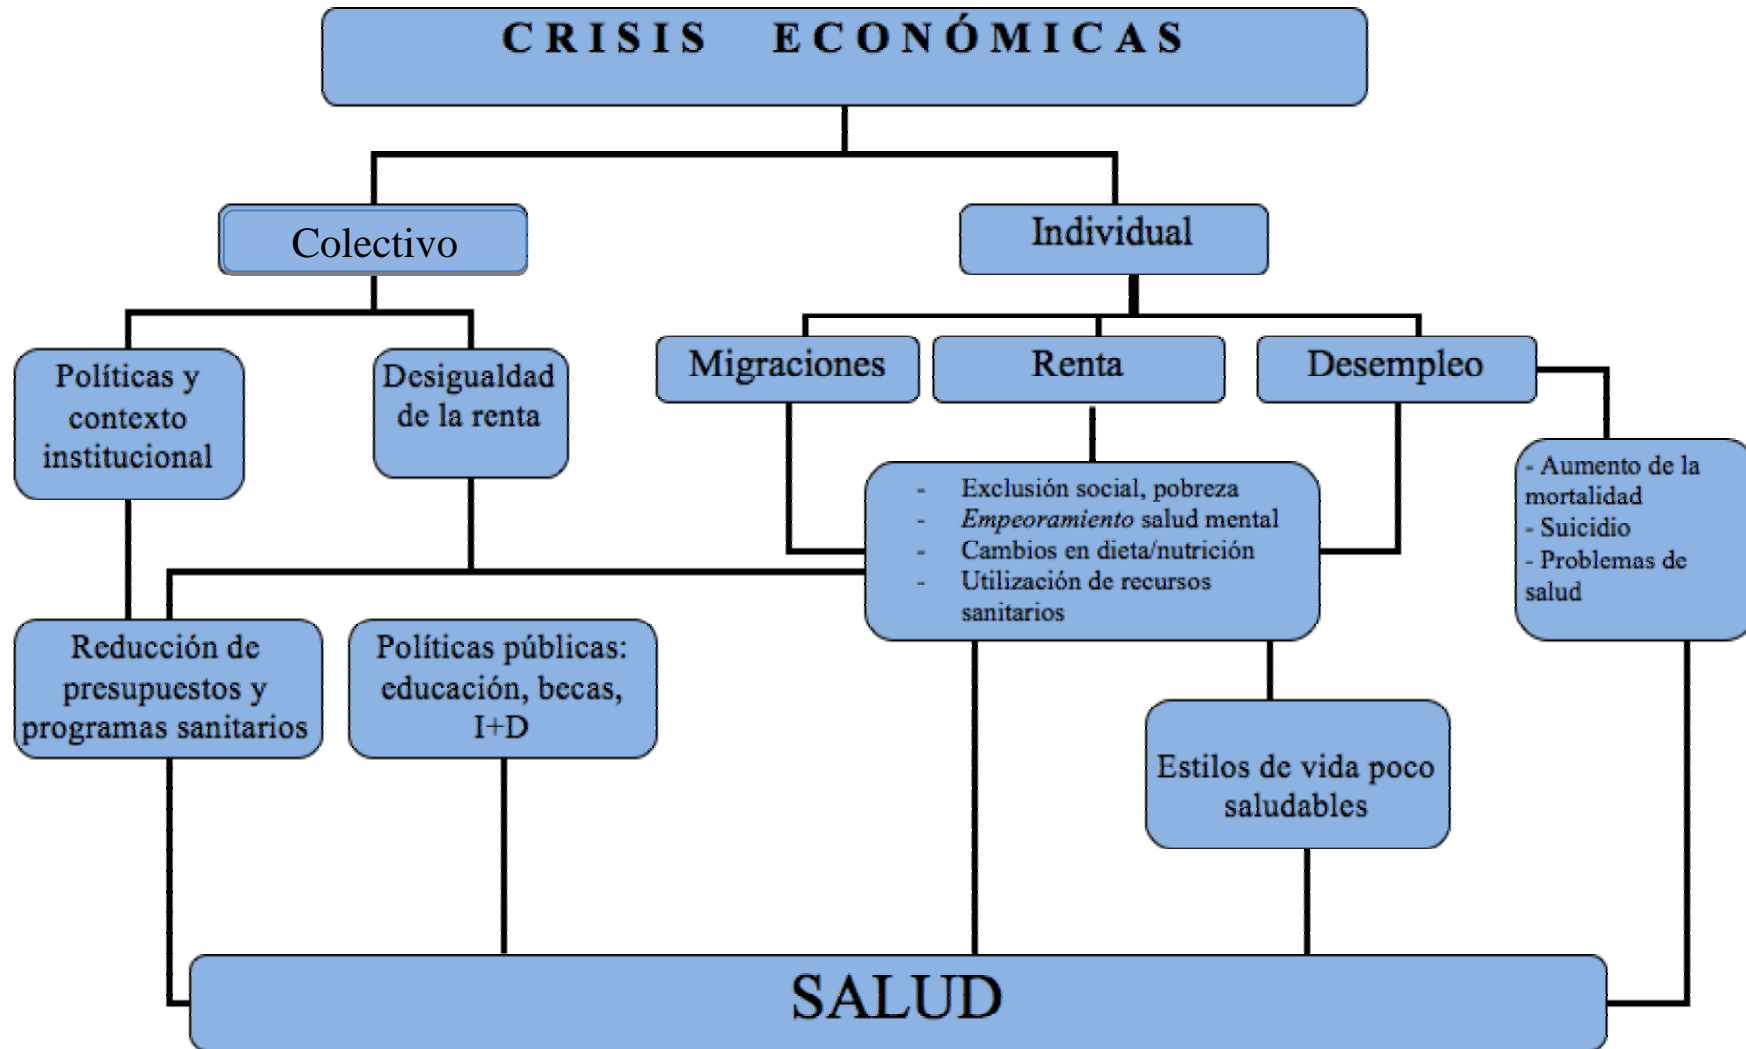 CRISIS ECONÓMICAS
Colectivo
Individual
Políticas y
contexto
institucional
Desigualdad
de la renta
Migraciones
Renta
Desempleo
- Exclusión social, pobreza
- Empeoramiento salud mental
- Cambios en dieta/nutrición
- Utilización de recursos
sanitarios
- Aumento de la
mortalidad
- Suicidio
- Problemas de
salud
Reducción de
presupuestos y
programas sanitarios
Políticas públicas:
educación, becas,
I+D
Estilos de vida poco
saludables
SALUD